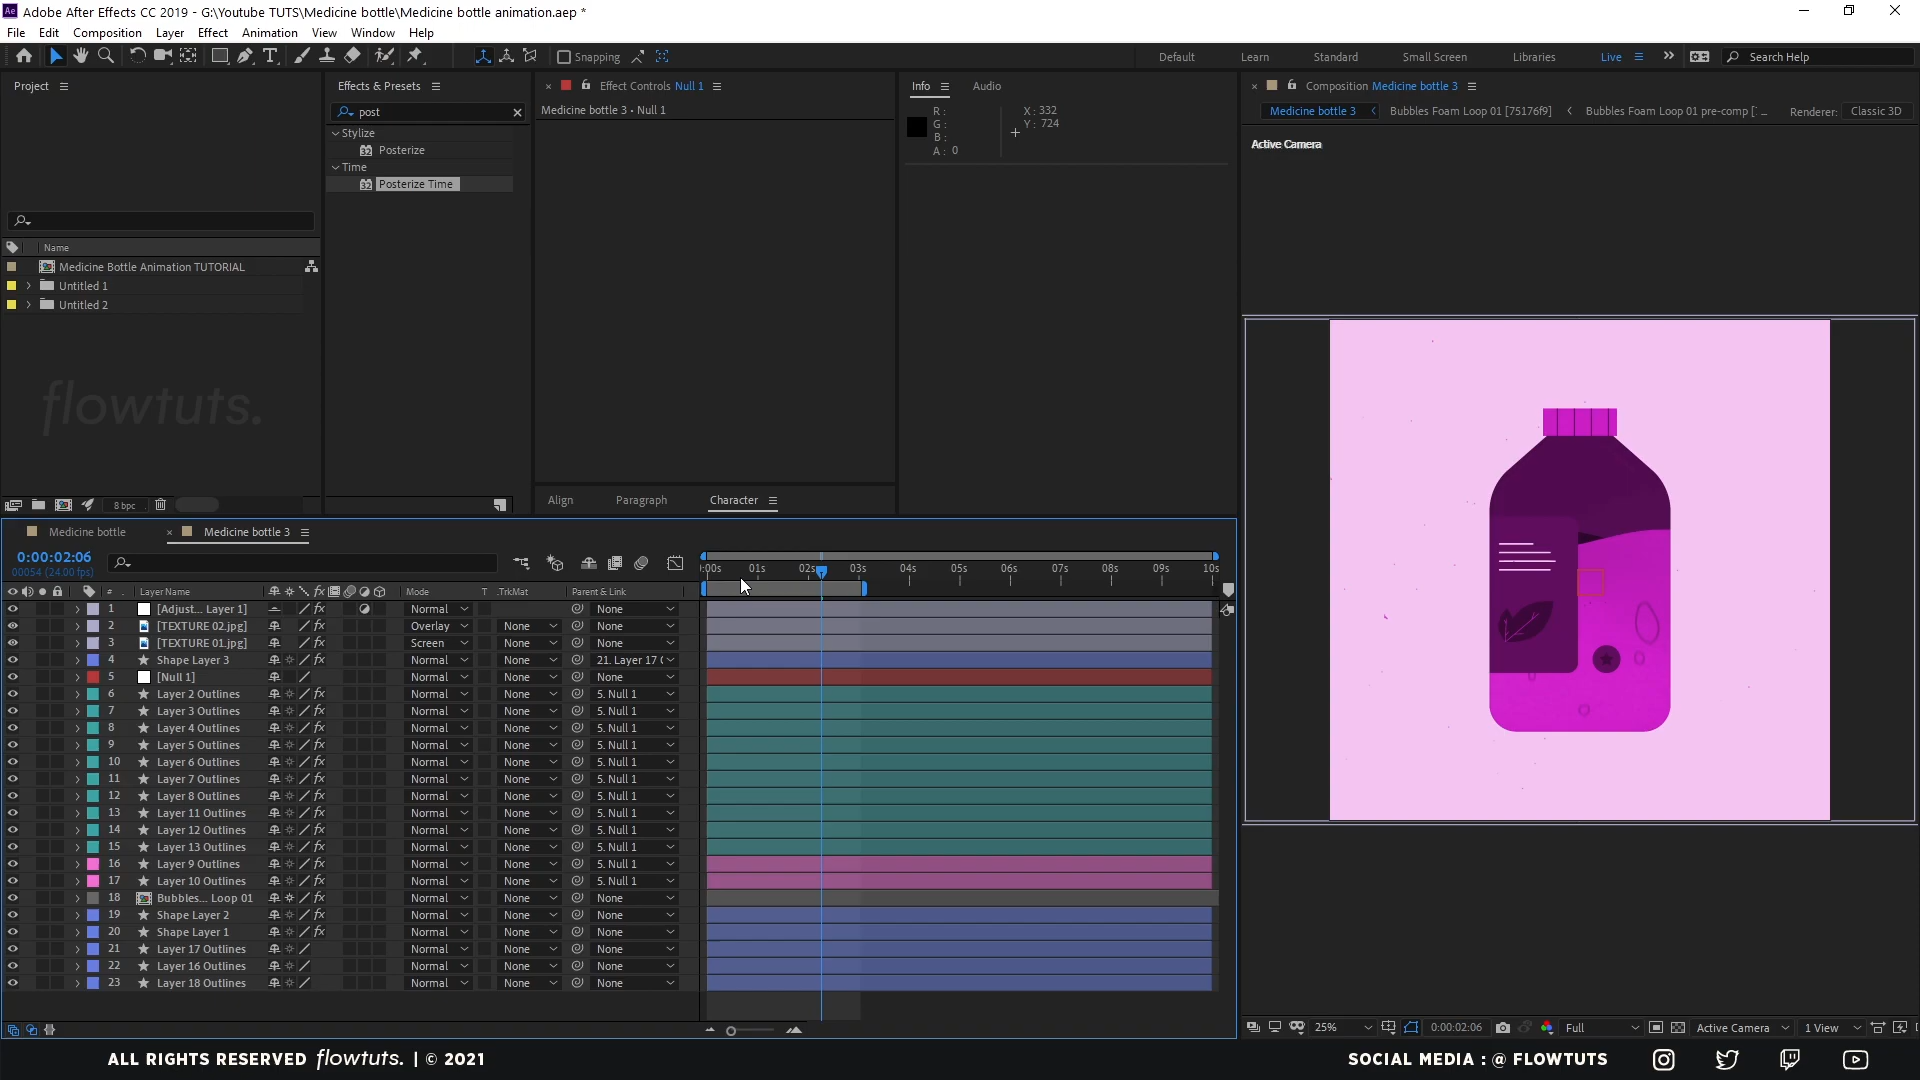 Adobe After Effects CC 2019 - G:\Youtube TUTS\Medicine bottle\Medicine bottle animation.aep *
File Edit Composition Layer Effect Animation View Window Help
Snapping Default Learn Standard Small Screen Libraries Live Search Help
Project Effects & Presets Effect Controls Null 1 Info Audio Composition Medicine bottle 3
post Medicine bottle 3 • Null 1 R : X : 332 Medicine bottle 3 Bubbles Foam Loop 01 [75176f9] Bubbles Foam Loop 01 pre-comp [ ... Renderer: Classic 3D
G : Y : 724
B :
A : 0
Stylize
Posterize
Time
Posterize Time
Active Camera
Name
Medicine Bottle Animation TUTORIAL
Untitled 1
Untitled 2
flowtuts.
8 bpc
Align Paragraph Character
Medicine bottle Medicine bottle 3
0:00:02:06
00054 (24.00 fps)
:00s 01s 02s 03s 04s 05s 06s 07s 08s 09s 10s
# Layer Name Mode T .TrkMat Parent & Link
1 [Adjust... Layer 1] Normal None
2 [TEXTURE 02.jpg] Overlay None None
3 [TEXTURE 01.jpg] Screen None None
4 Shape Layer 3 Normal None 21. Layer 17 (
5 [Null 1] Normal None None
6 Layer 2 Outlines Normal None 5. Null 1
7 Layer 3 Outlines Normal None 5. Null 1
8 Layer 4 Outlines Normal None 5. Null 1
9 Layer 5 Outlines Normal None 5. Null 1
10 Layer 6 Outlines Normal None 5. Null 1
11 Layer 7 Outlines Normal None 5. Null 1
12 Layer 8 Outlines Normal None 5. Null 1
13 Layer 11 Outlines Normal None 5. Null 1
14 Layer 12 Outlines Normal None 5. Null 1
15 Layer 13 Outlines Normal None 5. Null 1
16 Layer 9 Outlines Normal None 5. Null 1
17 Layer 10 Outlines Normal None 5. Null 1
18 Bubbles... Loop 01 Normal None None
19 Shape Layer 2 Normal None None
20 Shape Layer 1 Normal None None
21 Layer 17 Outlines Normal None None
22 Layer 16 Outlines Normal None None
23 Layer 18 Outlines Normal None None
25% 0:00:02:06 Full Active Camera 1 View
ALL RIGHTS RESERVED flowtuts. | © 2021
SOCIAL MEDIA : @ FLOWTUTS